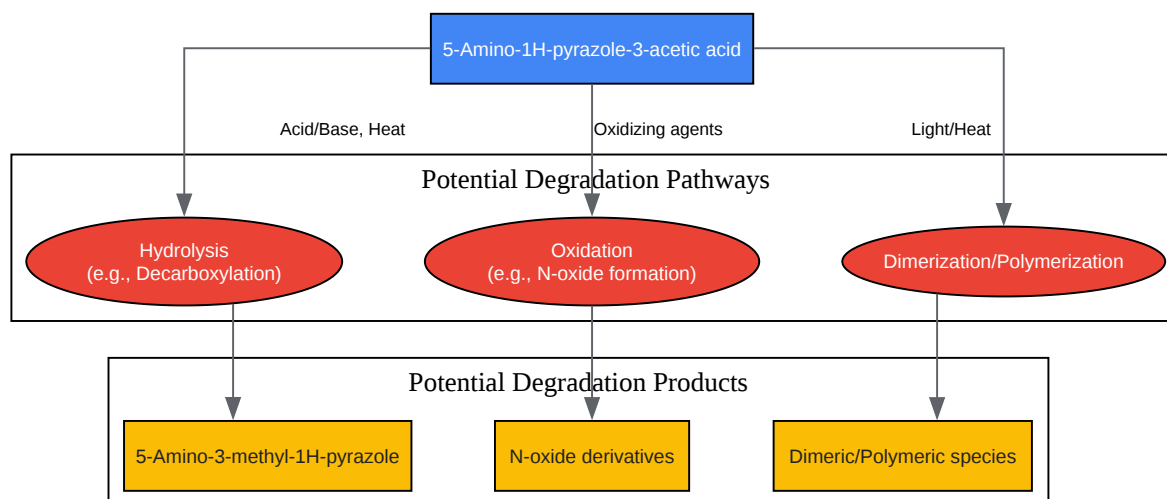 5-Amino-1H-pyrazole-3-acetic acid
Acid/Base, Heat
Oxidizing agents
Light/Heat
Potential Degradation Pathways
Hydrolysis
(e.g., Decarboxylation)
Oxidation
(e.g., N-oxide formation)
Dimerization/Polymerization
Potential Degradation Products
5-Amino-3-methyl-1H-pyrazole
N-oxide derivatives
Dimeric/Polymeric species